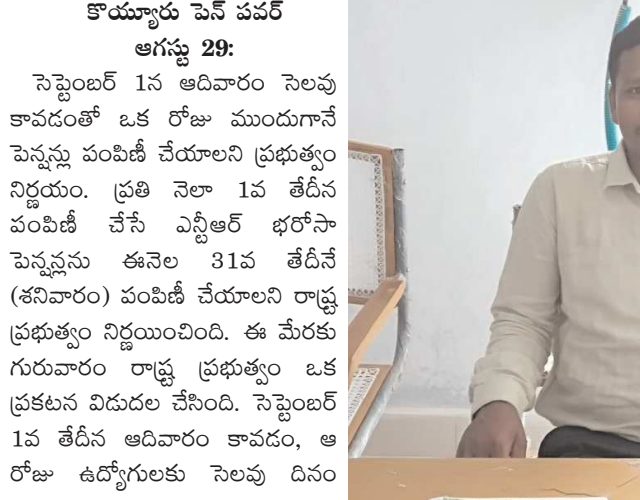 కొయ్యూరు పెన్ పవర్
ఆగస్టు 29:
సెప్టెంబర్ 1న ఆదివారం సెలవు
కావడంతో ఒక రోజు ముందుగానే
పెన్షన్లు పంపిణీ చేయాలని ప్రభుత్వం
నిర్ణయం. ప్రతి నెలా 1వ తేదీన
పంపిణీ చేసే ఎన్టీఆర్ భరోసా
పెన్షన్లను ఈనెల 31వ తేదీనే
(శనివారం) పంపిణీ చేయాలని రాష్ట్ర
ప్రభుత్వం నిర్ణయించింది. ఈ మేరకు
గురువారం రాష్ట్ర ప్రభుత్వం ఒక
ప్రకటన విడుదల చేసింది. సెప్టెంబర్
1వ తేదీన ఆదివారం కావడం, ఆ
రోజు ఉద్యోగులకు సెలవు దినం